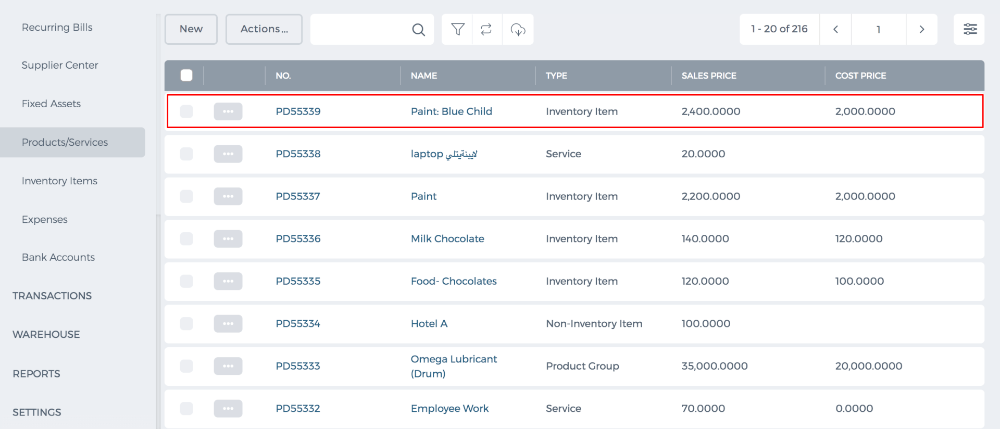 Recurring Bills
Supplier Center
Fixed Assets
Products/Services
Inventory Items
Expenses
Bank Accounts
TRANSACTIONS
WAREHOUSE
REPORTS
SETTINGS
New Actions...
1 - 20 of 216 1
NO. NAME TYPE SALES PRICE COST PRICE
PD55339 Paint: Blue Child Inventory Item 2,400.0000 2,000.0000
PD55338 laptop لايبنةيتلي Service 20.0000
PD55337 Paint Inventory Item 2,200.0000 2,000.0000
PD55336 Milk Chocolate Inventory Item 140.0000 120.0000
PD55335 Food- Chocolates Inventory Item 120.0000 100.0000
PD55334 Hotel A Non-Inventory Item 100.0000
PD55333 Omega Lubricant (Drum) Product Group 35,000.0000 20,000.0000
PD55332 Employee Work Service 70.0000 0.0000